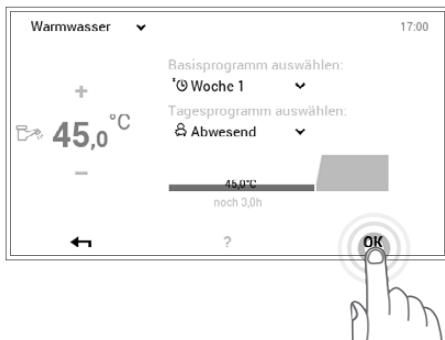 Warmwasser
17:00
Basisprogramm auswählen:
Woche 1
Tagesprogramm auswählen:
Abwesend
+
45,0 °C
–
45,0°C
noch 3,0h
?
OK